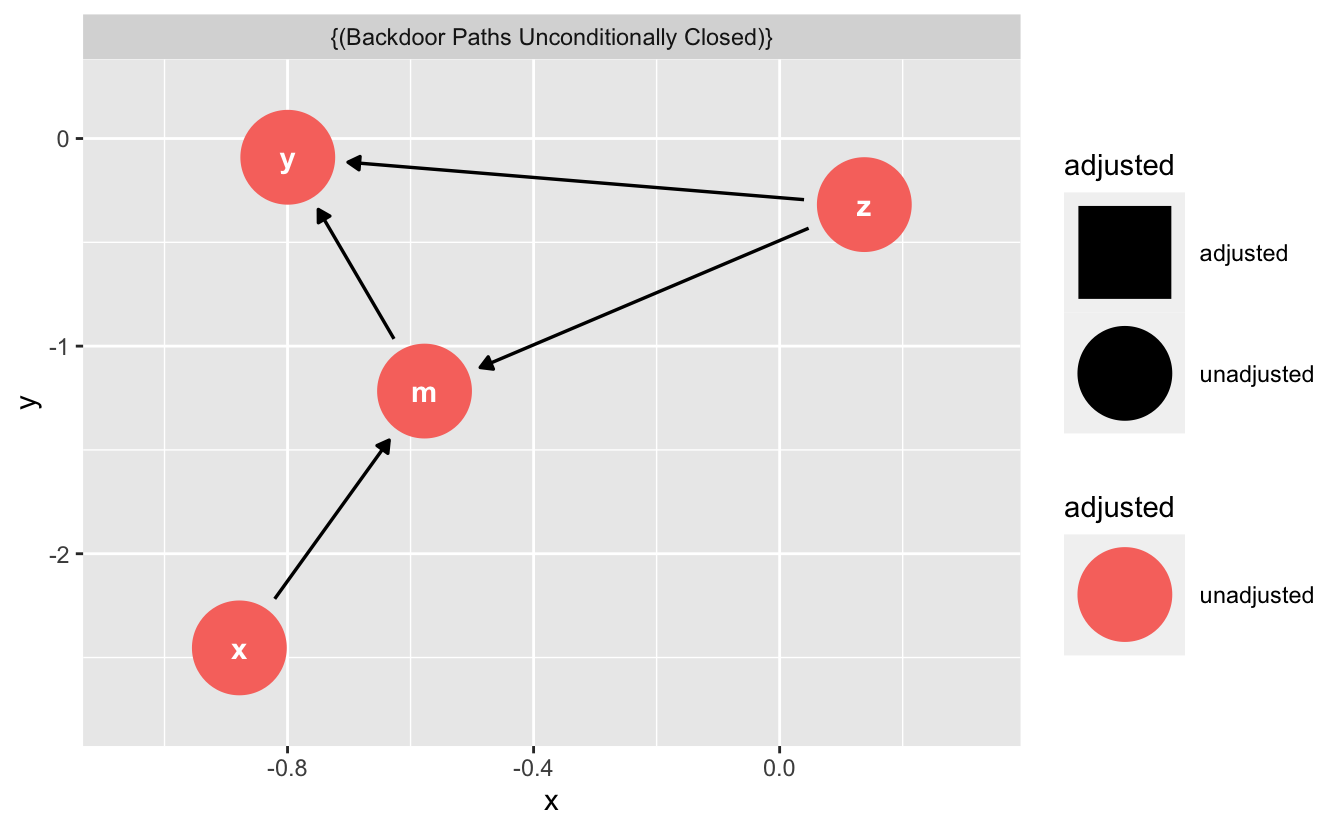 {(Backdoor Paths Unconditionally Closed)}
0
-1
-2
y
y
z
m
x
-0.8
-0.4
0.0
x
adjusted
adjusted
unadjusted
adjusted
unadjusted